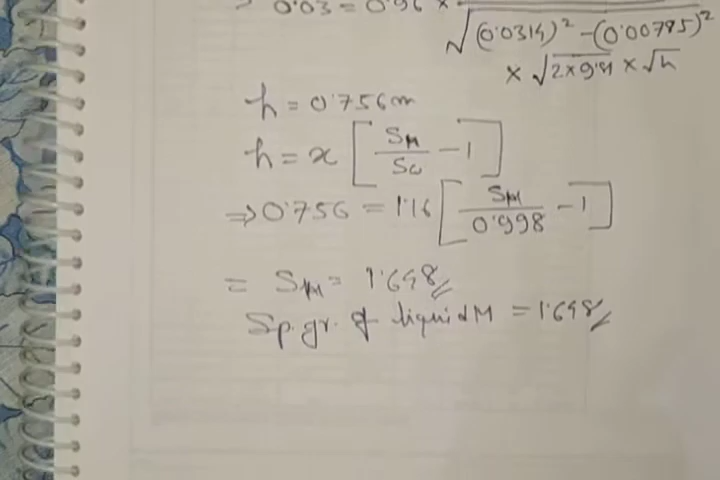 ⇒ 0.03 = 0.96 ×
√(0.0314)² - (0.00785)²
× √2×9.81 × √h
h = 0.756m
h = x [ SM/SG - 1 ]
⇒ 0.756 = 1.16 [ SM/0.998 - 1 ]
= SM = 1.648
Sp. gr. of liquid M = 1.648